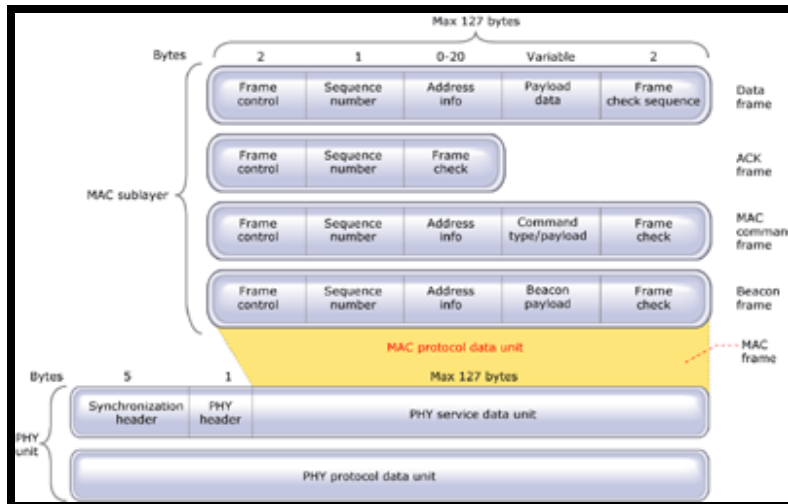 Max 127 bytes
Bytes 2 1 0-20 Variable 2
Frame control Sequence number Address info Payload data Frame check sequence Data frame
Frame control Sequence number Frame check ACK frame
MAC sublayer
Frame control Sequence number Address info Command type/payload Frame check MAC command frame
Frame control Sequence number Address info Beacon payload Frame check Beacon frame
MAC protocol data unit MAC frame
Bytes 5 1 Max 127 bytes
Synchronization header PHY header PHY service data unit
PHY unit
PHY protocol data unit